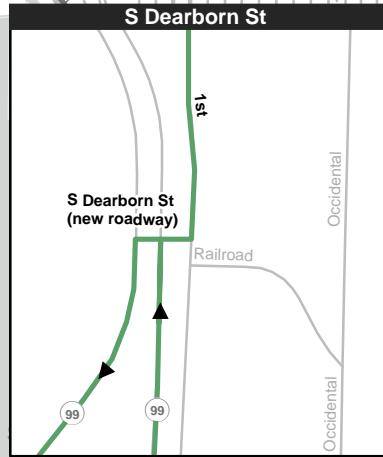 S Dearborn St
1st
Occidental
S Dearborn St
(new roadway)
Railroad
99
99
Occidental